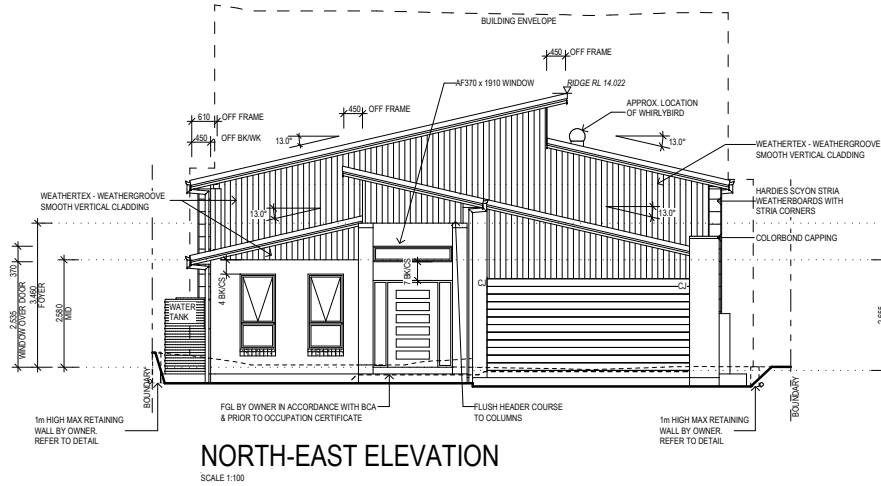 BUILDING ENVELOPE
450 OFF FRAME
AF370 x 1910 WINDOW
RIDGE RL 14.022
APPROX. LOCATION
OF WHIRLYBIRD
450 OFF FRAME
610 OFF FRAME
450 OFF BK/WK
13.0°
13.0°
WEATHERTEX - WEATHERGROOVE
SMOOTH VERTICAL CLADDING
WEATHERTEX - WEATHERGROOVE
SMOOTH VERTICAL CLADDING
HARDIES SCYON STRIA
WEATHERBOARDS WITH
STRIA CORNERS
13.0°
13.0°
COLORBOND CAPPING
370
2,535
WINDOW OVER DOOR
3,460
FOYER
2,580
MID
4 BK/CS
7 BK/CS
CJ
CJ
WATER
TANK
BOUNDARY
BOUNDARY
1m HIGH MAX RETAINING
WALL BY OWNER.
REFER TO DETAIL
FGL BY OWNER IN ACCORDANCE WITH BCA
& PRIOR TO OCCUPATION CERTIFICATE
FLUSH HEADER COURSE
TO COLUMNS
1m HIGH MAX RETAINING
WALL BY OWNER.
REFER TO DETAIL
NORTH-EAST ELEVATION
SCALE 1:100